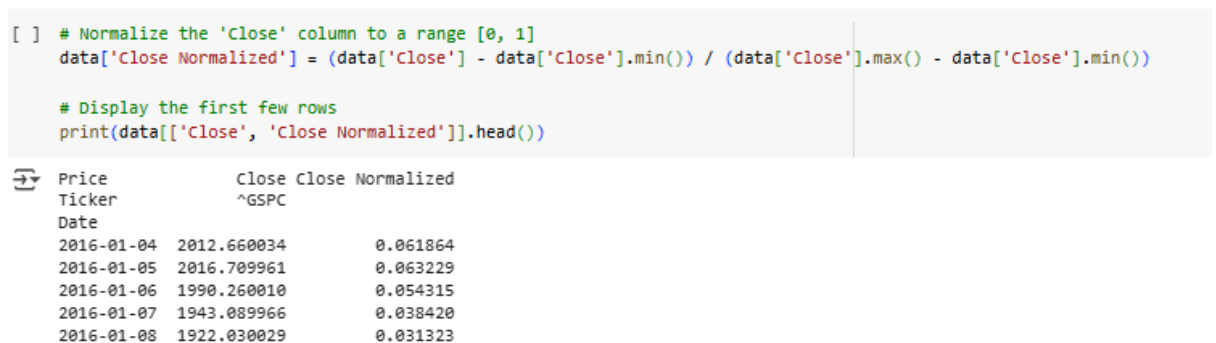 [ ] # Normalize the 'Close' column to a range [0, 1]
data['Close Normalized'] = (data['Close'] - data['Close'].min()) / (data['Close'].max() - data['Close'].min())
# Display the first few rows
print(data[['Close', 'Close Normalized']].head())
Price Close Close Normalized
Ticker ^GSPC
Date
2016-01-04 2012.660034 0.061864
2016-01-05 2016.709961 0.063229
2016-01-06 1990.260010 0.054315
2016-01-07 1943.089966 0.038420
2016-01-08 1922.030029 0.031323